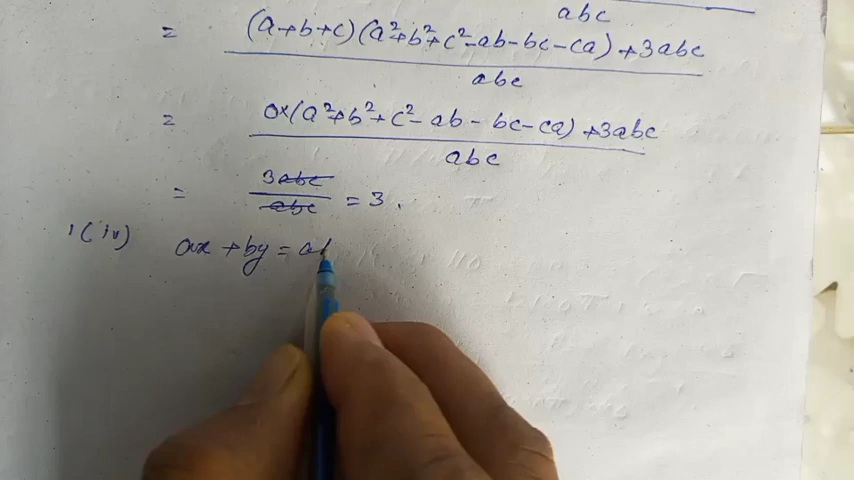 abc
= (a+b+c)(a²+b²+c²-ab-bc-ca)+3abc
abc
= 0×(a²+b²+c²-ab-bc-ca)+3abc
abc
= 3abc
abc = 3.
1(iv) ax+by=ab